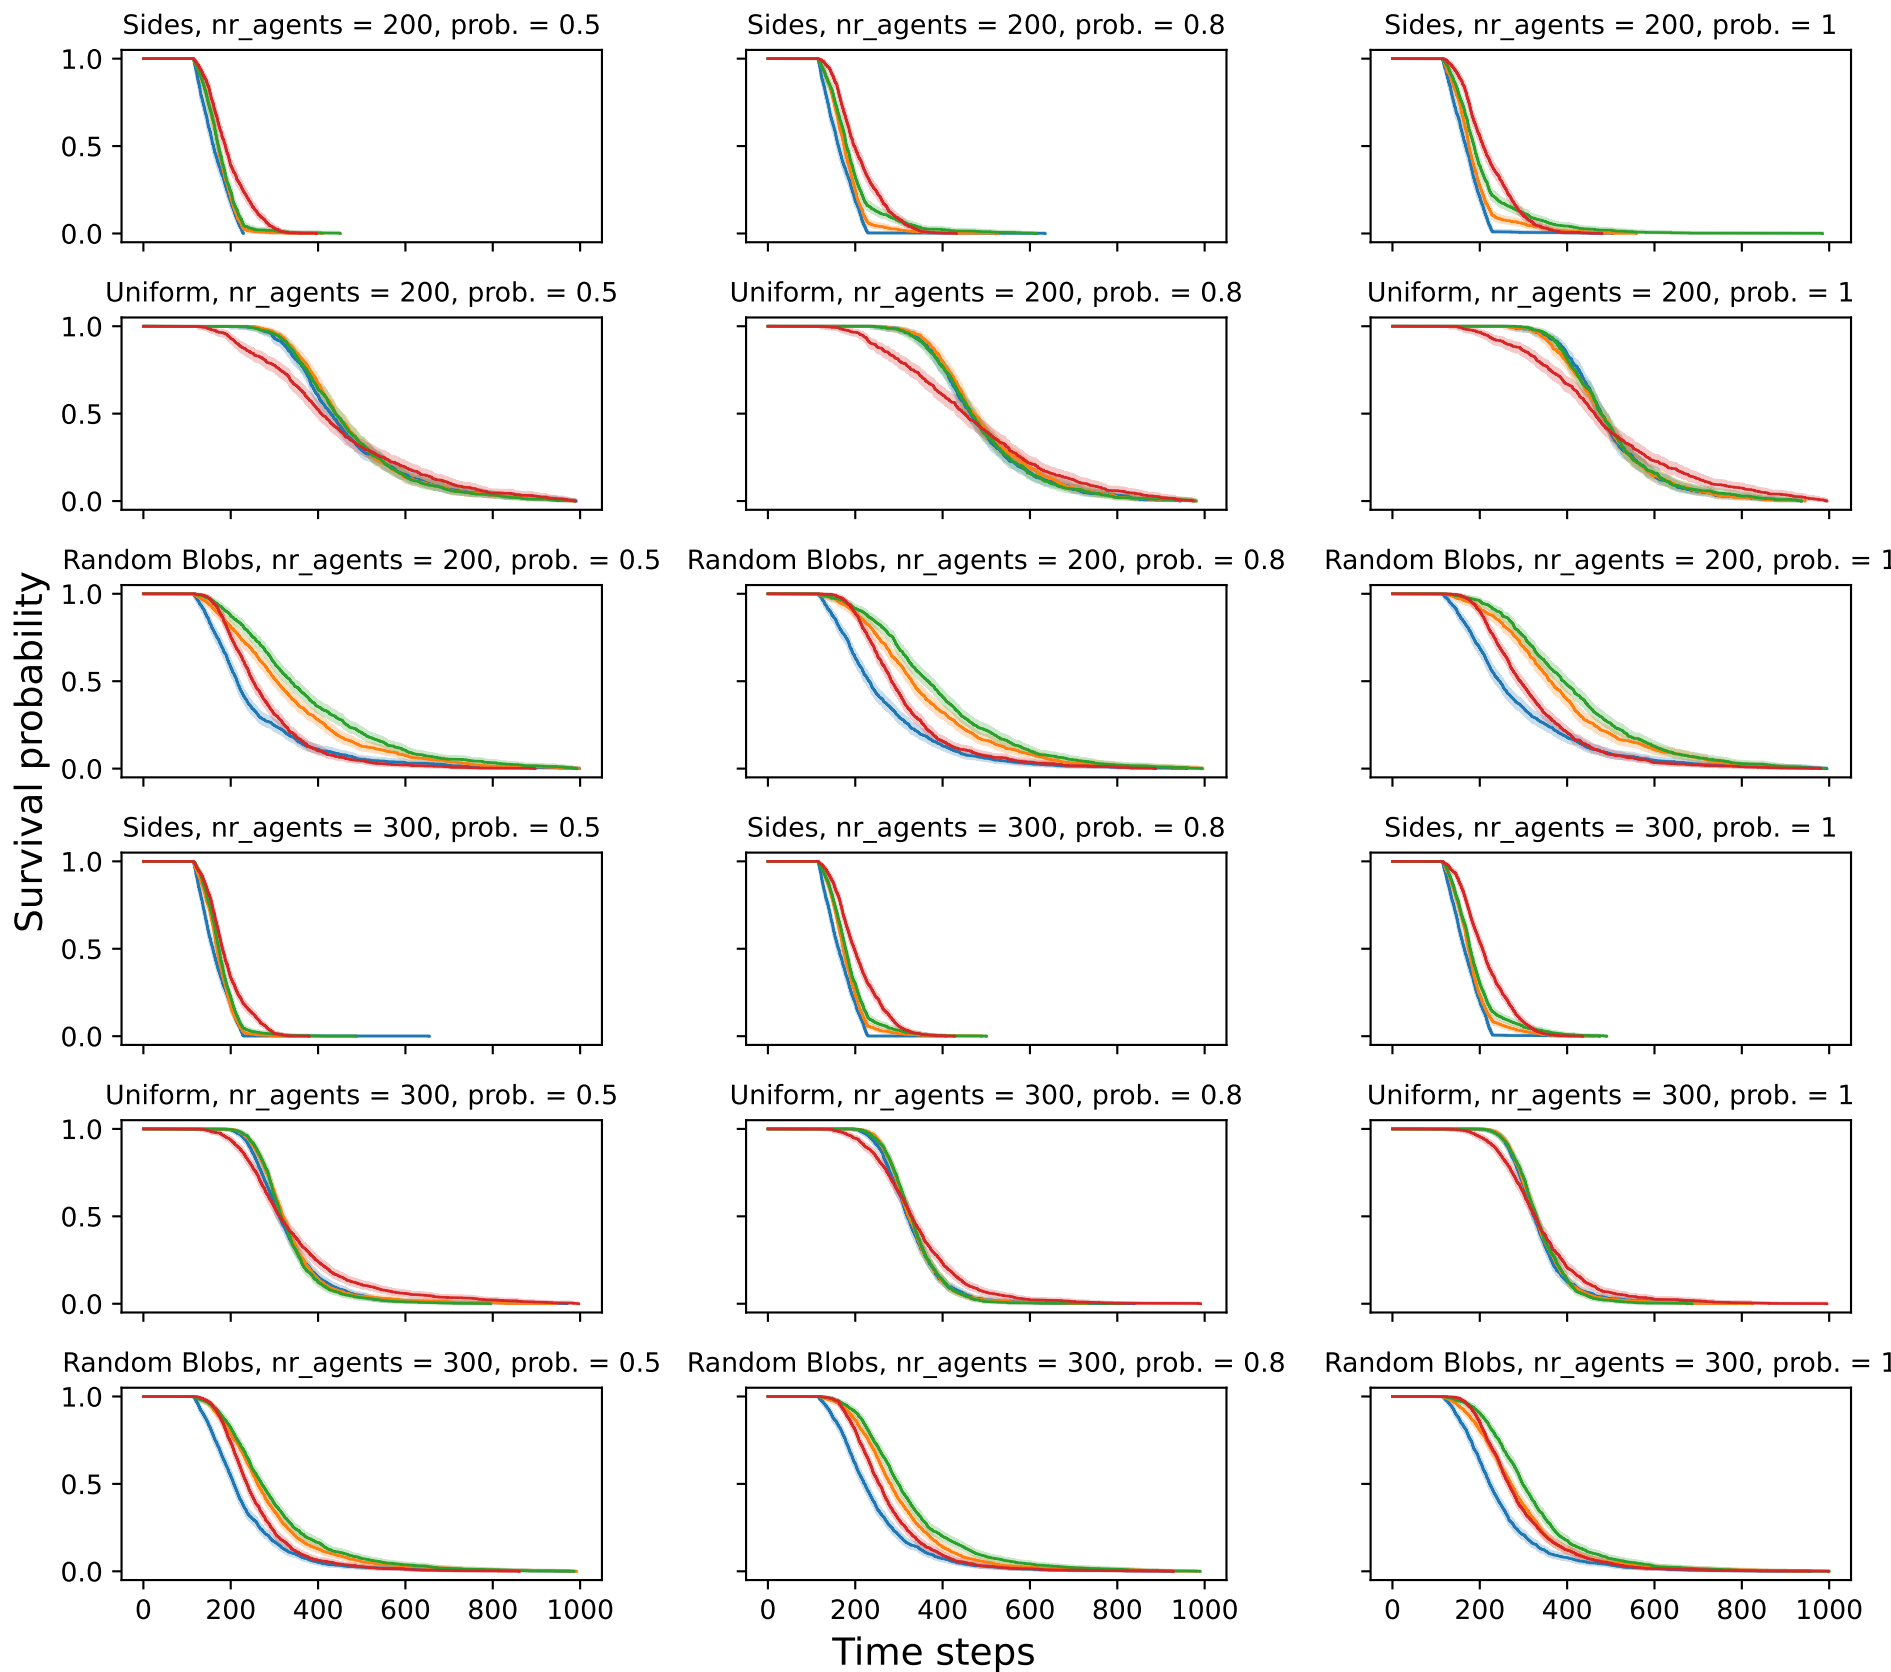 Sides, nr_agents = 200, prob. = 0.5
Sides, nr_agents = 200, prob. = 0.8
Sides, nr_agents = 200, prob. = 1
1.0
0.5
0.0
Uniform, nr_agents = 200, prob. = 0.5
Uniform, nr_agents = 200, prob. = 0.8
Uniform, nr_agents = 200, prob. = 1
1.0
0.5
0.0
Random Blobs, nr_agents = 200, prob. = 0.5
Random Blobs, nr_agents = 200, prob. = 0.8
Random Blobs, nr_agents = 200, prob. = 1
1.0
0.5
0.0
Survival probability
Sides, nr_agents = 300, prob. = 0.5
Sides, nr_agents = 300, prob. = 0.8
Sides, nr_agents = 300, prob. = 1
1.0
0.5
0.0
Uniform, nr_agents = 300, prob. = 0.5
Uniform, nr_agents = 300, prob. = 0.8
Uniform, nr_agents = 300, prob. = 1
1.0
0.5
0.0
Random Blobs, nr_agents = 300, prob. = 0.5
Random Blobs, nr_agents = 300, prob. = 0.8
Random Blobs, nr_agents = 300, prob. = 1
1.0
0.5
0.0
0 200 400 600 800 1000
0 200 400 600 800 1000
0 200 400 600 800 1000
Time steps